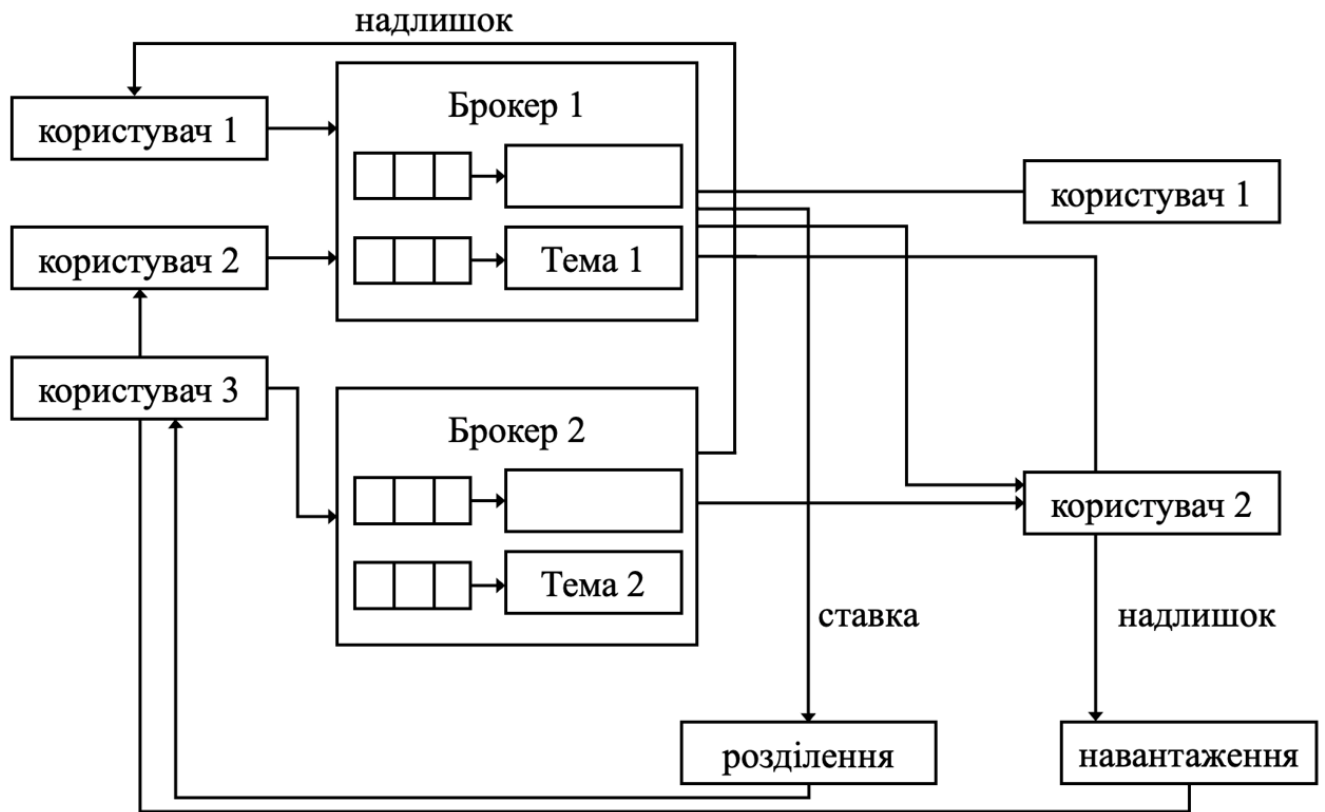 надлишок
користувач 1
Брокер 1
користувач 1
користувач 2
Тема 1
користувач 3
Брокер 2
користувач 2
Тема 2
ставка
надлишок
розділення
навантаження